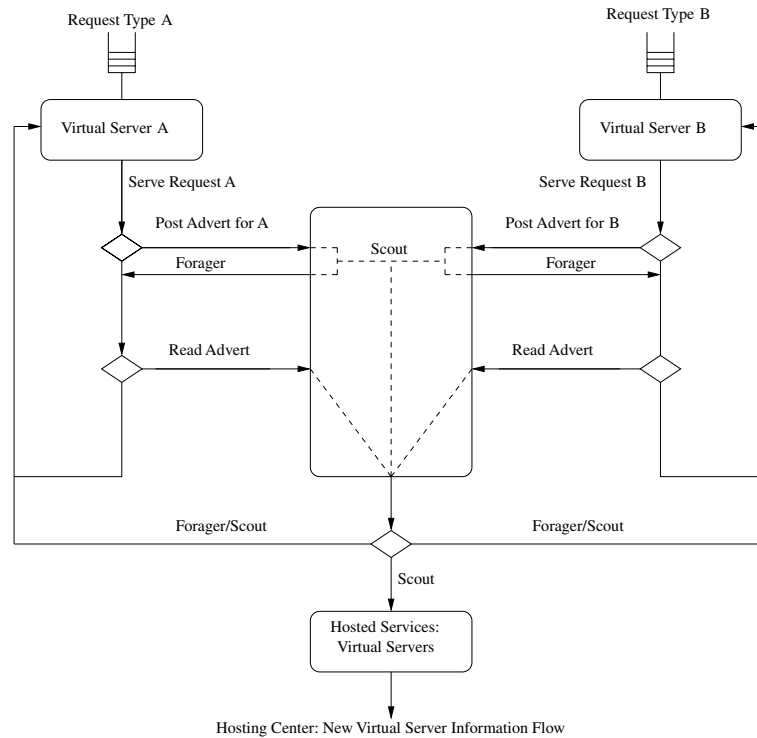 Request Type A
Request Type B
Virtual Server A
Virtual Server B
Serve Request A
Serve Request B
Post Advert for A
Post Advert for B
Scout
Forager
Forager
Read Advert
Read Advert
Forager/Scout
Forager/Scout
Scout
Hosted Services:
Virtual Servers
Hosting Center: New Virtual Server Information Flow